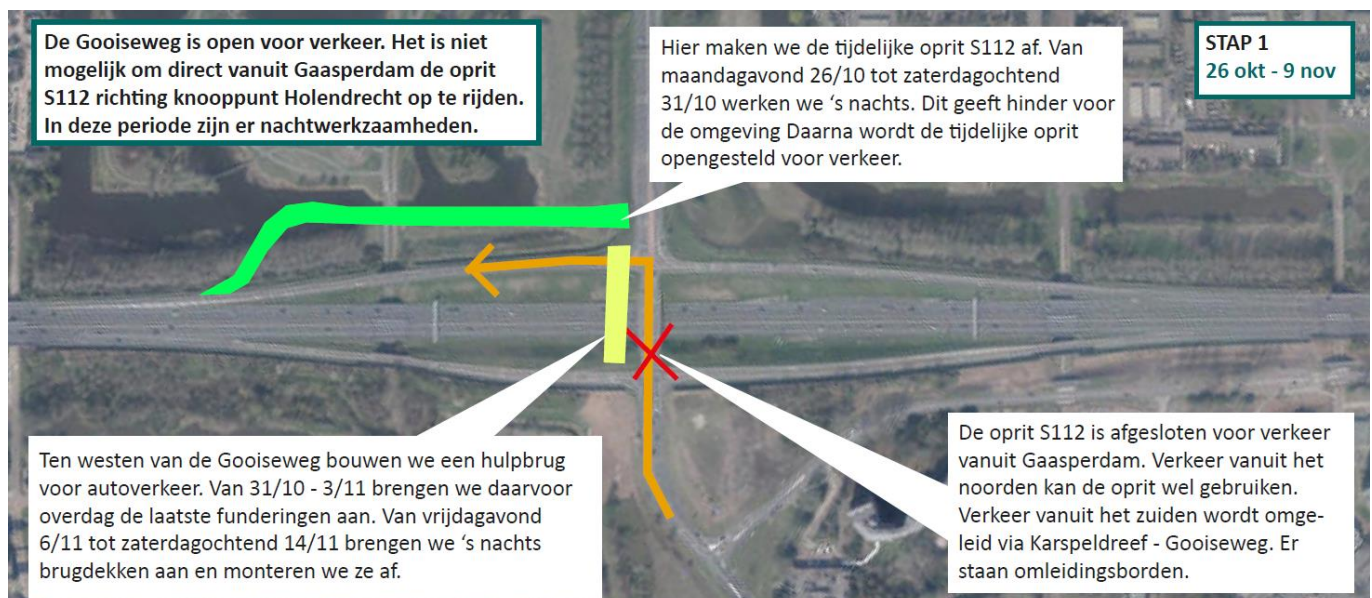 De Gooiseweg is open voor verkeer. Het is niet
mogelijk om direct vanuit Gaasperdam de oprit
S112 richting knooppunt Holendrecht op te rijden.
In deze periode zijn er nachtwerkzaamheden.
Hier maken we de tijdelijke oprit S112 af. Van
maandagavond 26/10 tot zaterdagochtend
31/10 werken we ‘s nachts. Dit geeft hinder voor
de omgeving Daarna wordt de tijdelijke oprit
opengesteld voor verkeer.
STAP 1
26 okt - 9 nov
Ten westen van de Gooiseweg bouwen we een hulpbrug
voor autoverkeer. Van 31/10 - 3/11 brengen we daarvoor
overdag de laatste funderingen aan. Van vrijdagavond
6/11 tot zaterdagochtend 14/11 brengen we ‘s nachts
brugdekken aan en monteren we ze af.
De oprit S112 is afgesloten voor verkeer
vanuit Gaasperdam. Verkeer vanuit het
noorden kan de oprit wel gebruiken.
Verkeer vanuit het zuiden wordt omge-
leid via Karspeldreef - Gooiseweg. Er
staan omleidingsborden.